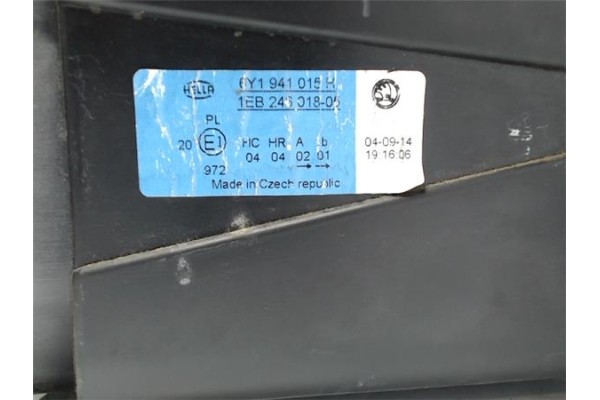 HELLA
6Y1 941 015 R
1EB 246 018-05
PL
20 E1 HC HR A b
04 04 02 01
972
04-09-14
19.16.06
Made in Czech republic